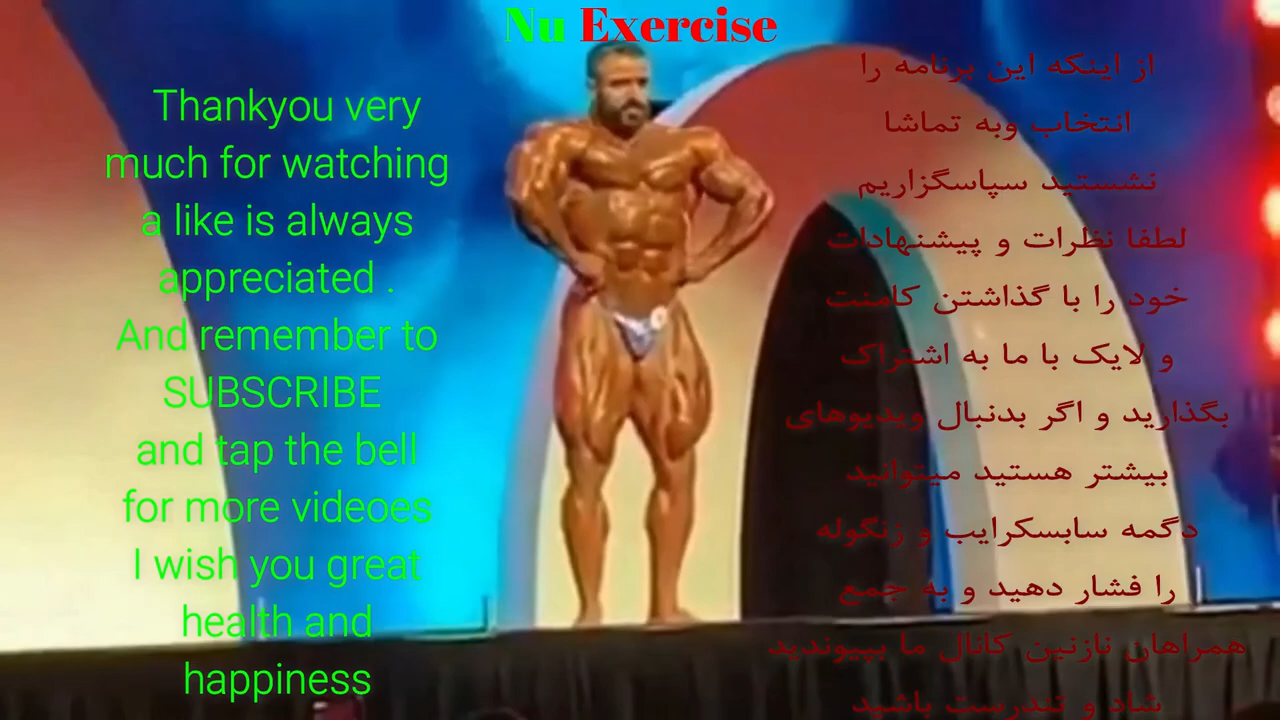 Nu Exercise
Thankyou very
much for watching
a like is always
appreciated .
And remember to
SUBSCRIBE
and tap the bell
for more videoes
I wish you great
health and
happiness
از اینکه این برنامه را
انتخاب وبه تماشا
نشستید سپاسگزاریم
لطفا نظرات و پیشنهادات
خود را با گذاشتن کامنت
و لایک با ما به اشتراک
بگذارید و اگر بدنبال ویدیوهای
بیشتر هستید میتوانید
دگمه سابسکرایب و زنگوله
را فشار دهید و به جمع
همراهان نازنین کانال ما بپیوندید
شاد و تندرست باشید